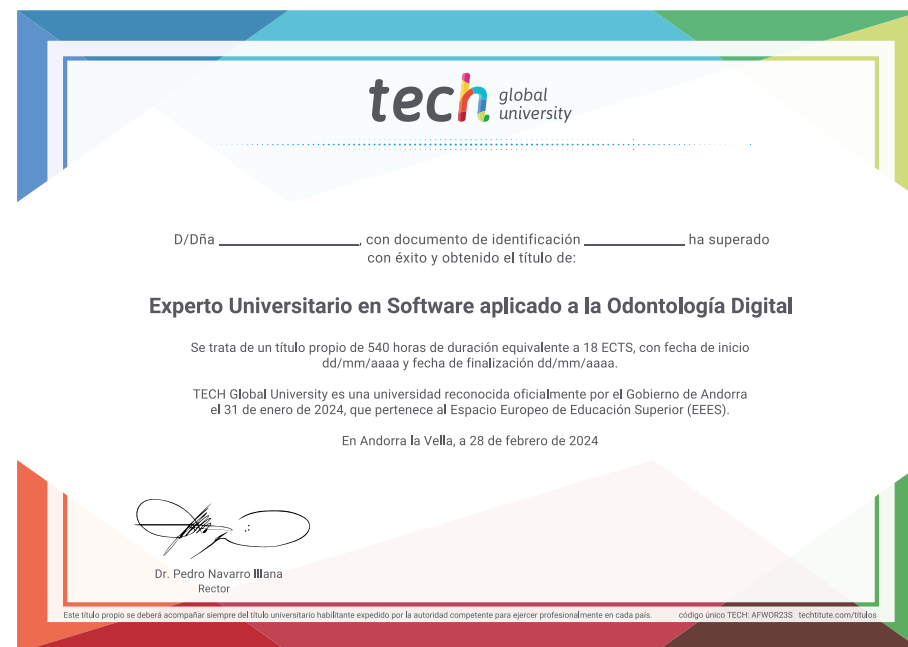 tech global university
D/Dña ____________, con documento de identificación ____________ ha superado
con éxito y obtenido el título de:
Experto Universitario en Software aplicado a la Odontología Digital
Se trata de un título propio de 540 horas de duración equivalente a 18 ECTS, con fecha de inicio
dd/mm/aaaa y fecha de finalización dd/mm/aaaa.
TECH Global University es una universidad reconocida oficialmente por el Gobierno de Andorra
el 31 de enero de 2024, que pertenece al Espacio Europeo de Educación Superior (EEES).
En Andorra la Vella, a 28 de febrero de 2024
Dr. Pedro Navarro Illana
Rector
Este título propio se deberá acompañar siempre del título universitario habilitante expedido por la autoridad competente para ejercer profesionalmente en cada país. código único TECH: AFWOR23S techtitute.com/titulos